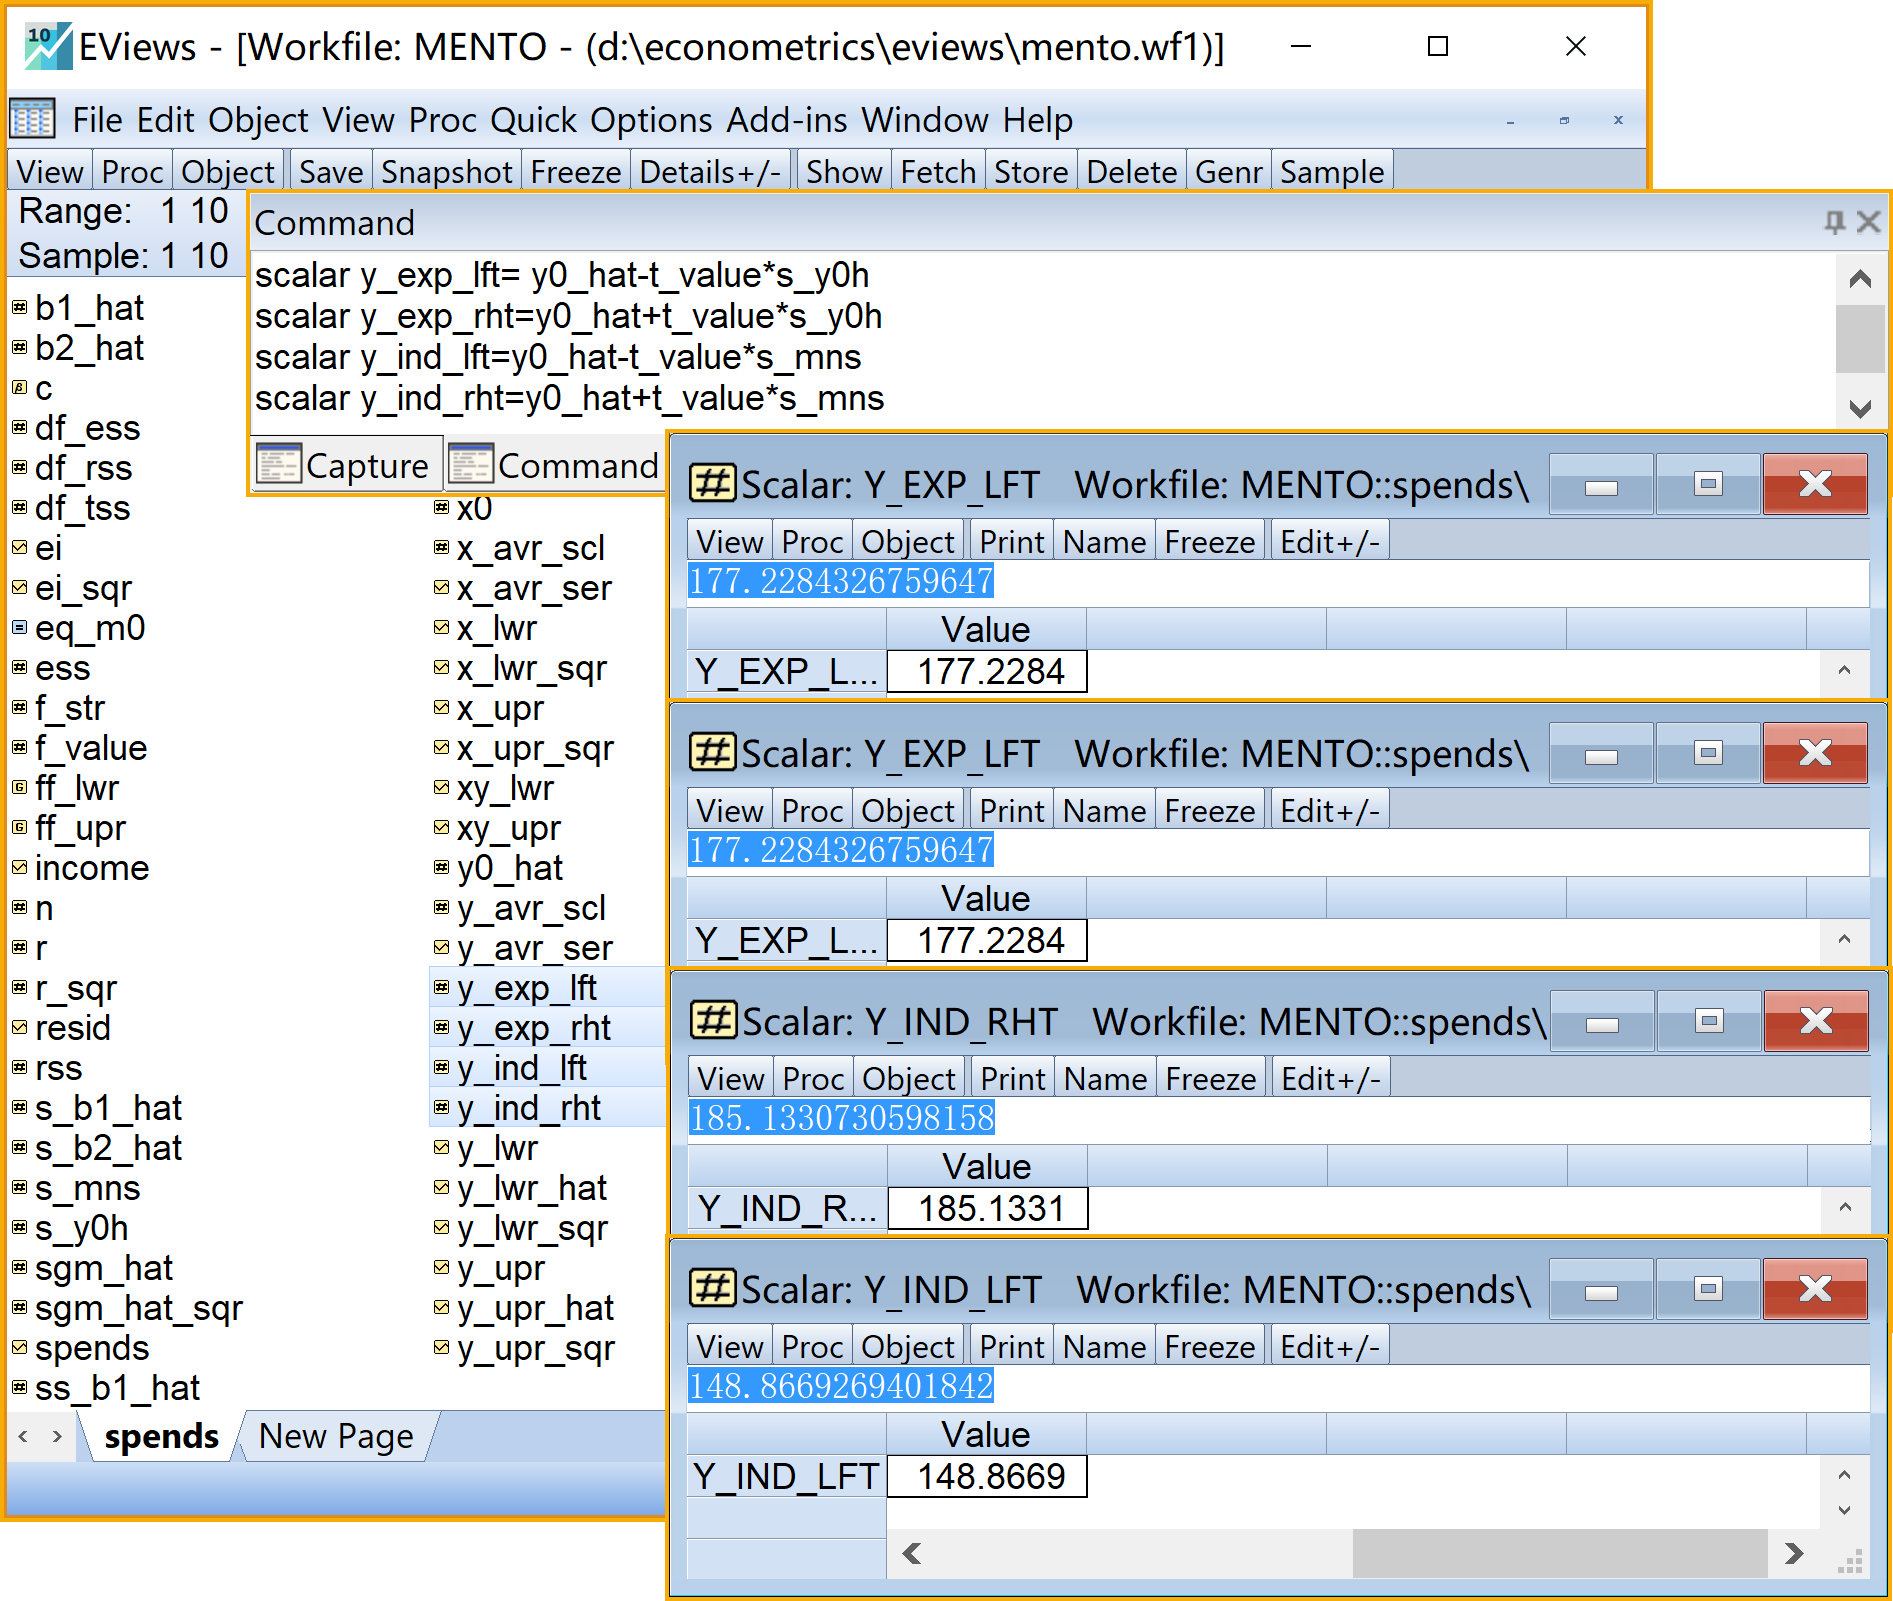 10 EViews - [Workfile: MENTO - (d:\econometrics\eviews\mento.wf1)]
File Edit Object View Proc Quick Options Add-ins Window Help
View Proc Object Save Snapshot Freeze Details+/- Show Fetch Store Delete Genr Sample
Range: 1 10
Sample: 1 10
Command
scalar y_exp_lft= y0_hat-t_value*s_y0h
scalar y_exp_rht=y0_hat+t_value*s_y0h
scalar y_ind_lft=y0_hat-t_value*s_mns
scalar y_ind_rht=y0_hat+t_value*s_mns
Capture Command
b1_hat
b2_hat
c
df_ess
df_rss
df_tss
ei
ei_sqr
eq_m0
ess
f_str
f_value
ff_lwr
ff_upr
income
n
r
r_sqr
resid
rss
s_b1_hat
s_b2_hat
s_mns
s_y0h
sgm_hat
sgm_hat_sqr
spends
ss_b1_hat
x0
x_avr_scl
x_avr_ser
x_lwr
x_lwr_sqr
x_upr
x_upr_sqr
xy_lwr
xy_upr
y0_hat
y_avr_scl
y_avr_ser
y_exp_lft
y_exp_rht
y_ind_lft
y_ind_rht
y_lwr
y_lwr_hat
y_lwr_sqr
y_upr
y_upr_hat
y_upr_sqr
spends New Page
Scalar: Y_EXP_LFT Workfile: MENTO::spends\
View Proc Object Print Name Freeze Edit+/-
177.2284326759647
Value
Y_EXP_L... 177.2284
Scalar: Y_EXP_LFT Workfile: MENTO::spends\
View Proc Object Print Name Freeze Edit+/-
177.2284326759647
Value
Y_EXP_L... 177.2284
Scalar: Y_IND_RHT Workfile: MENTO::spends\
View Proc Object Print Name Freeze Edit+/-
185.1330730598158
Value
Y_IND_R... 185.1331
Scalar: Y_IND_LFT Workfile: MENTO::spends\
View Proc Object Print Name Freeze Edit+/-
148.8669269401842
Value
Y_IND_LFT 148.8669